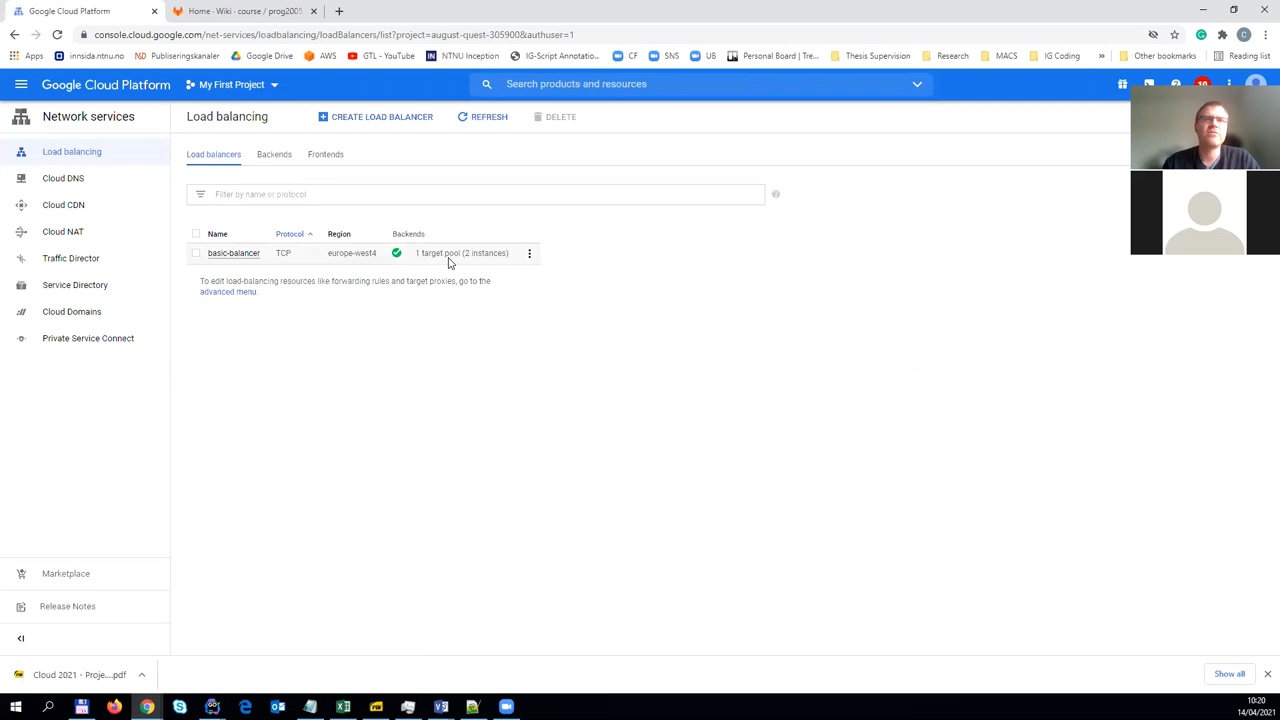 Google Cloud Platform
Home · Wiki · course / prog2005
console.cloud.google.com/net-services/loadbalancing/loadBalancers/list?project=august-quest-305900&authuser=1
Apps
innsida.ntnu.no
Publiseringskanaler
Google Drive
AWS
GTL - YouTube
NTNU Inception
IG-Script Annotatio...
CF
SNS
UB
Personal Board | Tre...
Thesis Supervision
Research
MACS
IG Coding
»
Other bookmarks
Reading list
Google Cloud Platform
My First Project
Search products and resources
Network services
Load balancing
CREATE LOAD BALANCER
REFRESH
DELETE
Load balancing
Cloud DNS
Cloud CDN
Cloud NAT
Traffic Director
Service Directory
Cloud Domains
Private Service Connect
Load balancers
Backends
Frontends
Filter by name or protocol
Name Protocol Region Backends
basic-balancer TCP europe-west4 1 target pool (2 instances)
To edit load-balancing resources like forwarding rules and target proxies, go to the
advanced menu.
Marketplace
Release Notes
Cloud 2021 - Proje....pdf
Show all
10:20
14/04/2021